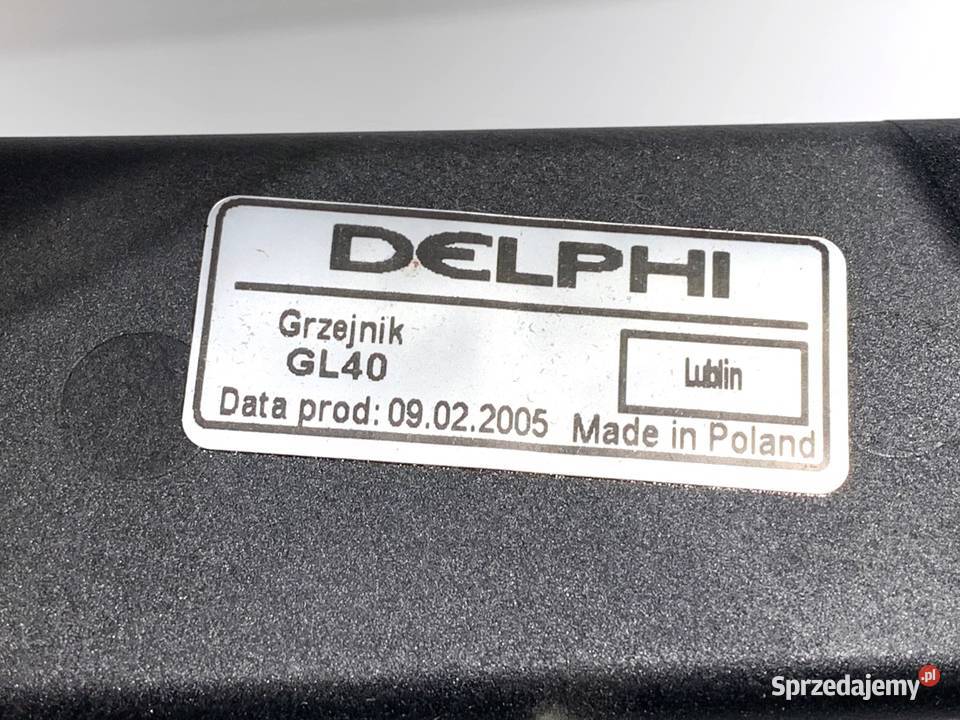 DELPHI
Grzejnik
GL40
Lublin
Data prod: 09.02.2005 Made in Poland
Sprzedajemy.pl